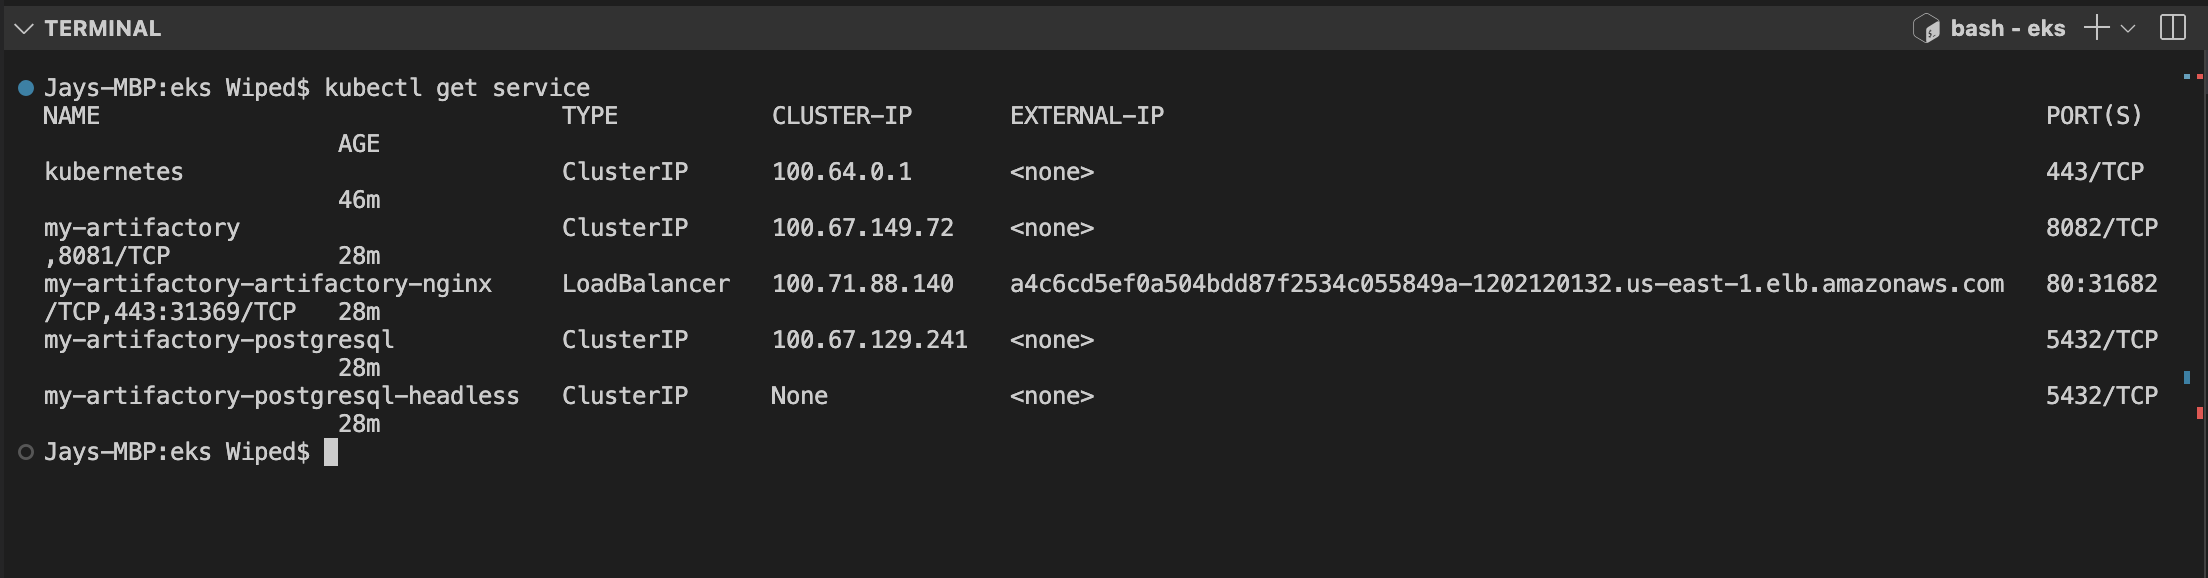 TERMINAL
bash - eks
Jays-MBP:eks Wiped$ kubectl get service
NAME TYPE CLUSTER-IP EXTERNAL-IP PORT(S)
AGE
kubernetes ClusterIP 100.64.0.1 <none> 443/TCP
46m
my-artifactory ClusterIP 100.67.149.72 <none> 8082/TCP
,8081/TCP 28m
my-artifactory-artifactory-nginx LoadBalancer 100.71.88.140 a4c6cd5ef0a504bdd87f2534c055849a-1202120132.us-east-1.elb.amazonaws.com 80:31682
/TCP,443:31369/TCP 28m
my-artifactory-postgresql ClusterIP 100.67.129.241 <none> 5432/TCP
28m
my-artifactory-postgresql-headless ClusterIP None <none> 5432/TCP
28m
Jays-MBP:eks Wiped$